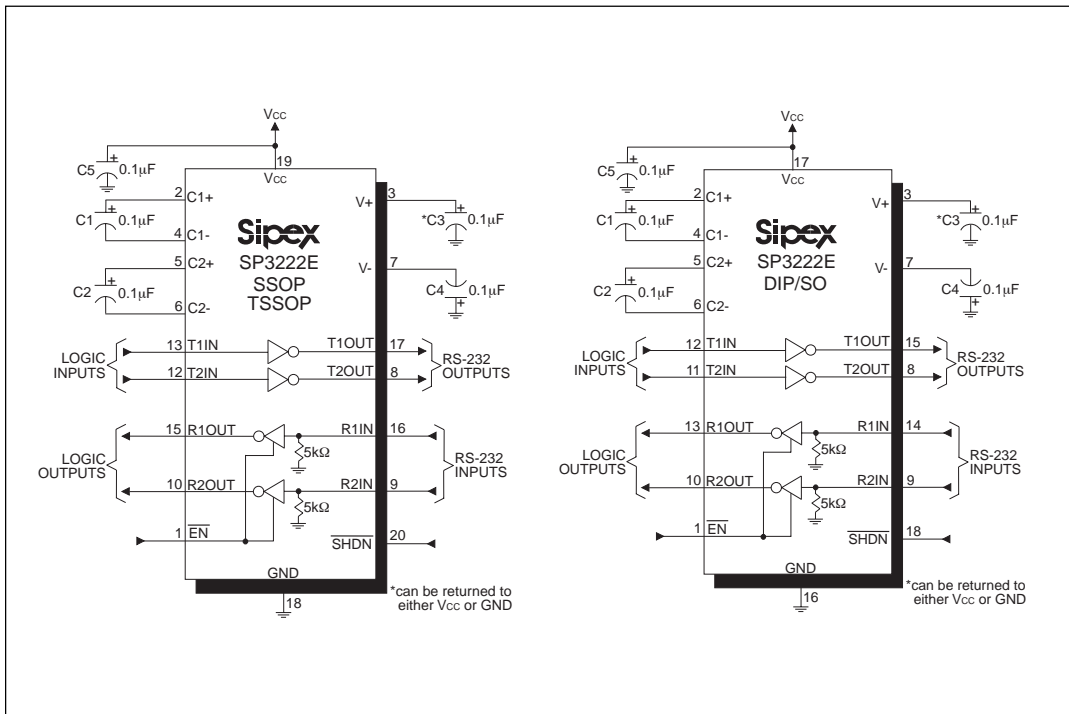 Vcc
19
Vcc
C5 + 0.1µF
2 C1+
C1 + 0.1µF
4 C1-
5 C2+
C2 + 0.1µF
6 C2-
V+ 3
*C3 + 0.1µF
V- 7
C4 + 0.1µF
Sipex
SP3222E
SSOP
TSSOP
LOGIC
INPUTS
13 T1IN T1OUT 17
12 T2IN T2OUT 8
RS-232
OUTPUTS
LOGIC
OUTPUTS
15 R1OUT R1IN 16
5kΩ
10 R2OUT R2IN 9
5kΩ
RS-232
INPUTS
1 EN
SHDN 20
GND
18
*can be returned to
either Vcc or GND
Vcc
17
Vcc
C5 + 0.1µF
2 C1+
C1 + 0.1µF
4 C1-
5 C2+
C2 + 0.1µF
6 C2-
V+ 3
*C3 + 0.1µF
V- 7
C4 + 0.1µF
Sipex
SP3222E
DIP/SO
LOGIC
INPUTS
12 T1IN T1OUT 15
11 T2IN T2OUT 8
RS-232
OUTPUTS
LOGIC
OUTPUTS
13 R1OUT R1IN 14
5kΩ
10 R2OUT R2IN 9
5kΩ
RS-232
INPUTS
1 EN
SHDN 18
GND
16
*can be returned to
either Vcc or GND